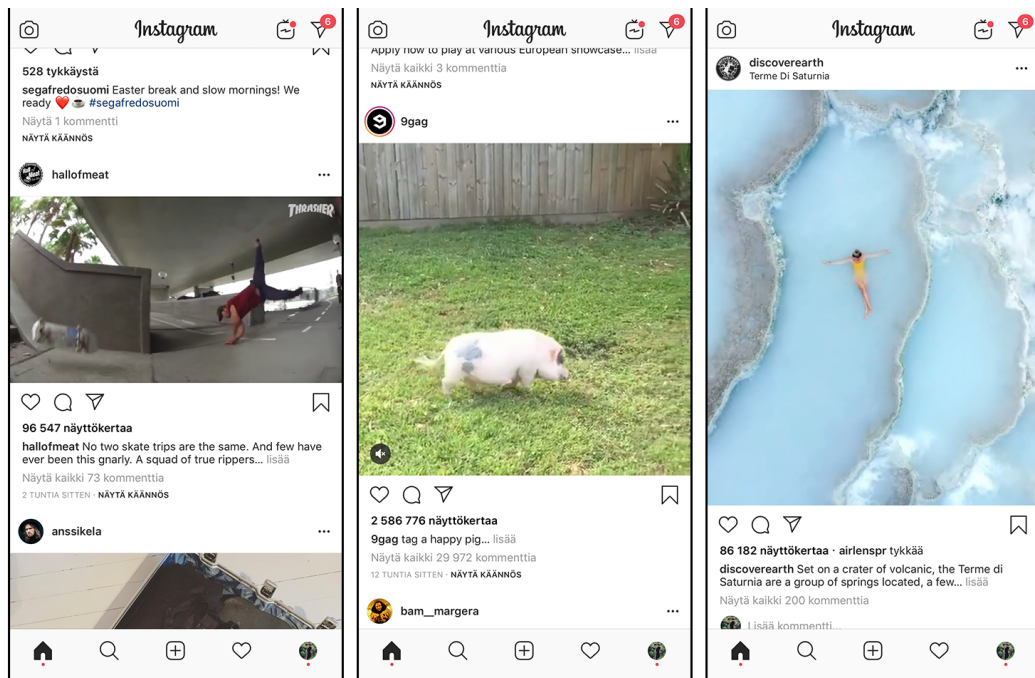 Instagram
6
528 tykkäystä
segafredosuomi Easter break and slow mornings! We
ready ❤️ ☕ #segafredosuomi
Näytä 1 kommentti
NÄYTÄ KÄÄNNÖS
hallofmeat
THRASHER
96 547 näyttökertaa
hallofmeat No two skate trips are the same. And few have
ever been this gnarly. A squad of true rippers... lisää
Näytä kaikki 73 kommenttia
2 TUNTIA SITTEN · NÄYTÄ KÄÄNNÖS
anssikela
Instagram
6
Apply now to play at various European showcase... lisää
Näytä kaikki 3 kommenttia
NÄYTÄ KÄÄNNÖS
9gag
2 586 776 näyttökertaa
9gag tag a happy pig... lisää
Näytä kaikki 29 972 kommenttia
12 TUNTIA SITTEN · NÄYTÄ KÄÄNNÖS
bam__margera
Instagram
6
discoverearth
Terme Di Saturnia
86 182 näyttökertaa · airlenspr tykkää
discoverearth Set on a crater of volcanic, the Terme di
Saturnia are a group of springs located, a few... lisää
Näytä kaikki 200 kommenttia
Lisää kommentti...